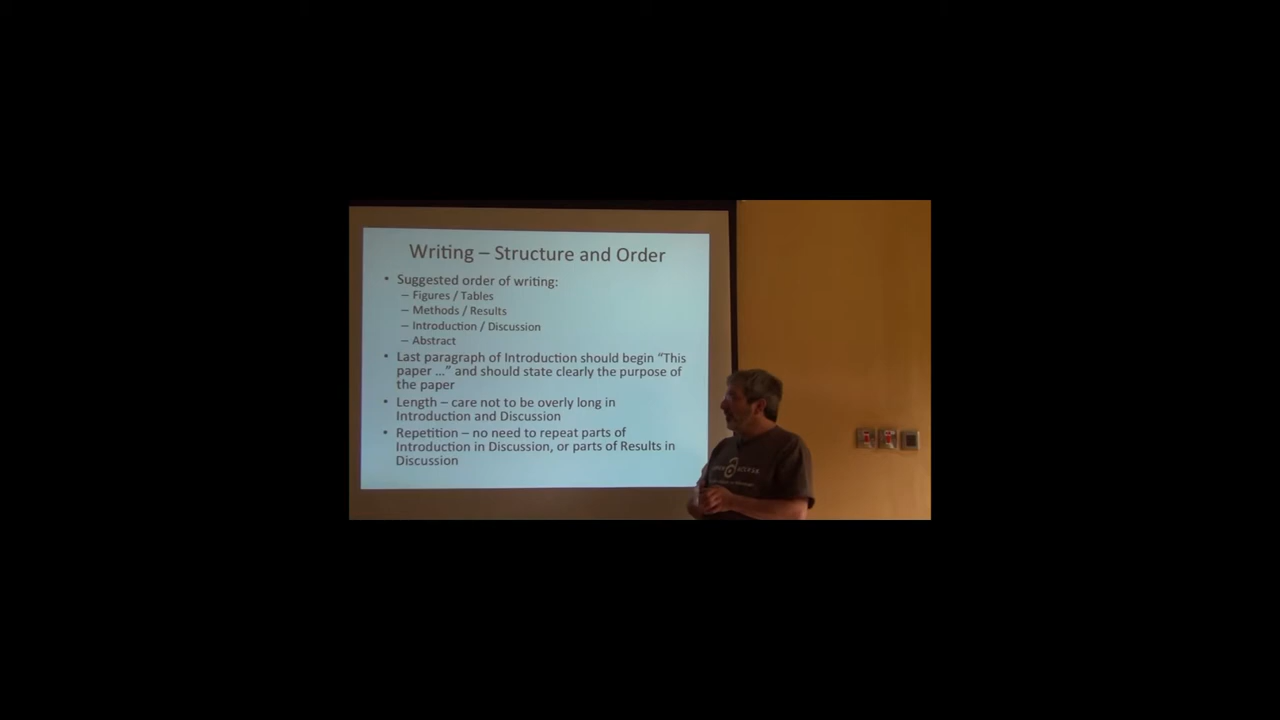 Writing – Structure and Order
• Suggested order of writing:
– Figures / Tables
– Methods / Results
– Introduction / Discussion
– Abstract
• Last paragraph of Introduction should begin “This
paper …” and should state clearly the purpose of
the paper
• Length – care not to be overly long in
Introduction and Discussion
• Repetition – no need to repeat parts of
Introduction in Discussion, or parts of Results in
Discussion
ACCESS